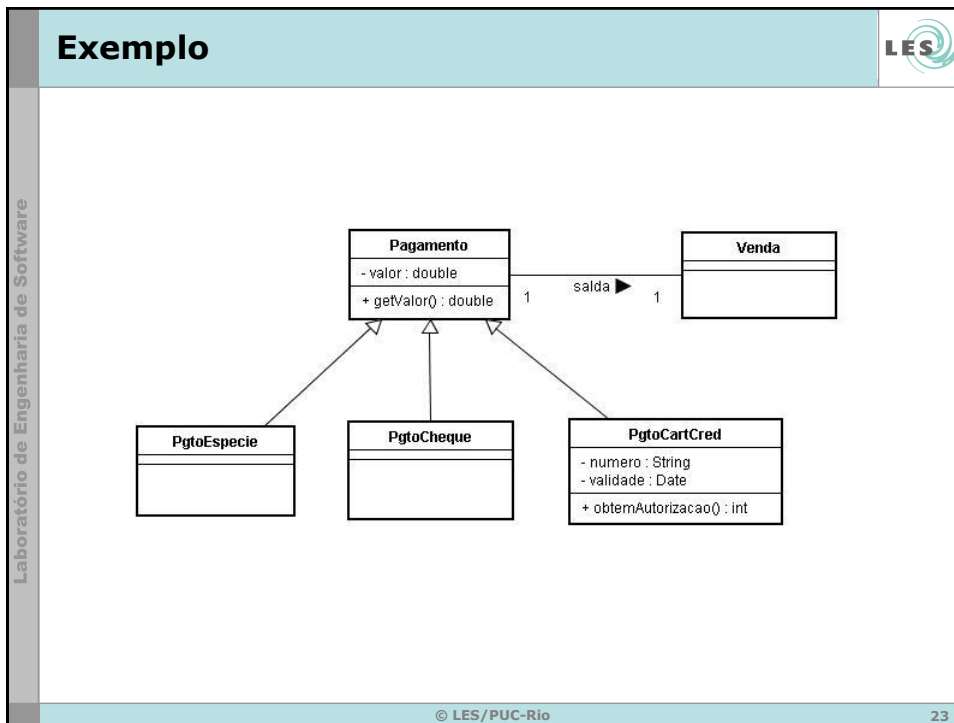 Exemplo
LES
Laboratório de Engenharia de Software
Pagamento
- valor : double
+ getValor() : double
1
salda
1
Venda
PgtoEspecie
PgtoCheque
PgtoCartCred
- numero : String
- validade : Date
+ obtemAutorizacao() : int
© LES/PUC-Rio
23